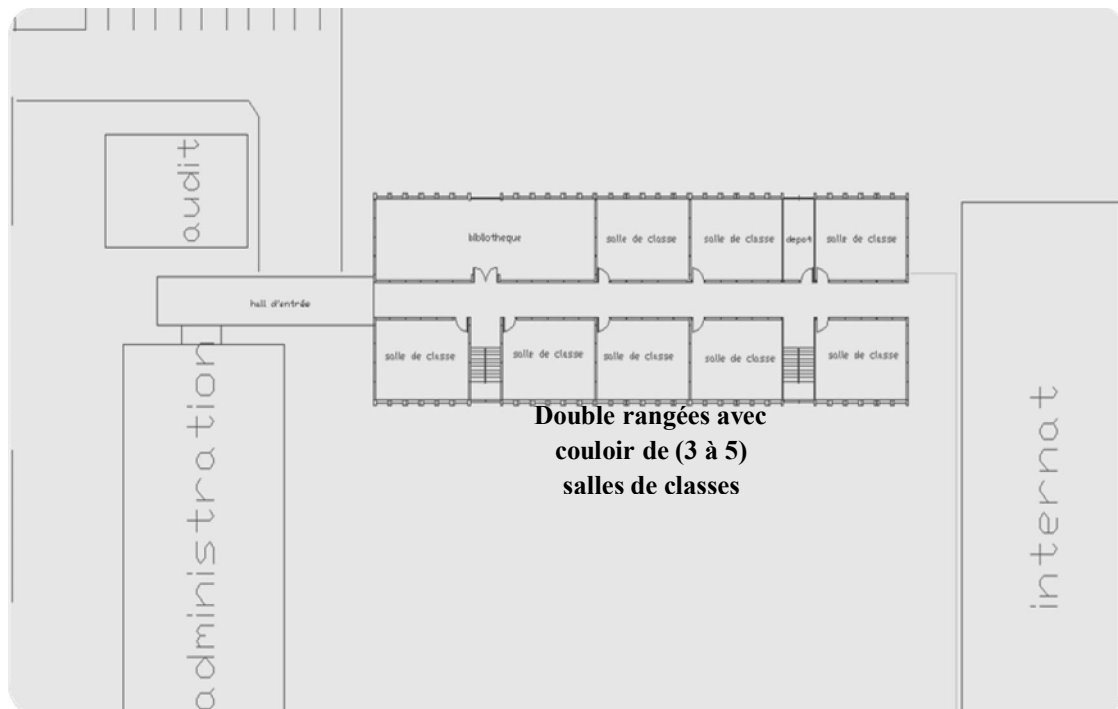 audit
bibliotheque
salle de classe
salle de classe
depot
salle de classe
hall d'entrée
salle de classe
salle de classe
salle de classe
salle de classe
salle de classe
Double rangées avec
couloir de (3 à 5)
salles de classes
administration
internat